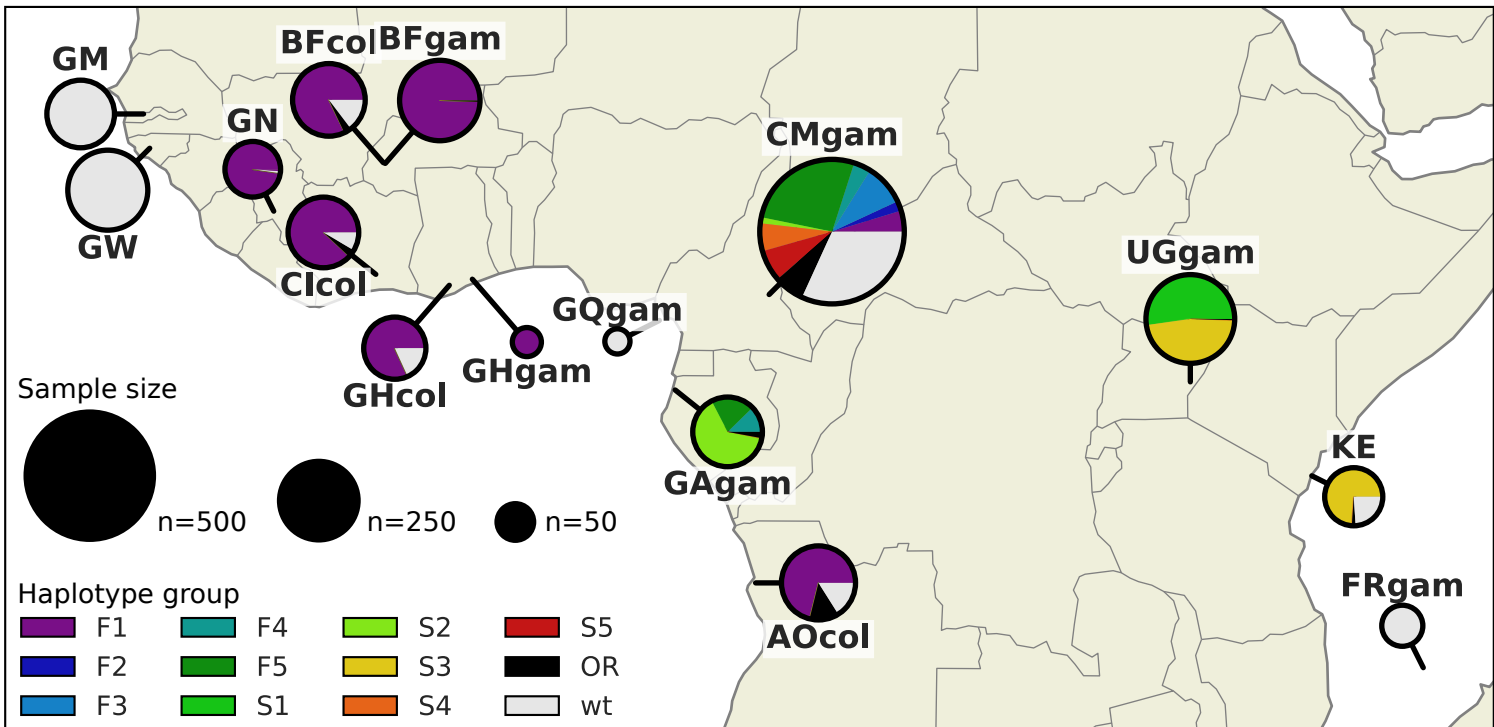 BFcol BFgam
GM
GN
CMgam
GW
UGgam
CIcol
GQgam
GHgam
GHcol
Sample size
KE
GAgam
n=500 n=250 n=50
FRgam
Haplotype group
AOcol
F1 F4 S2 S5
F2 F5 S3 OR
F3 S1 S4 wt